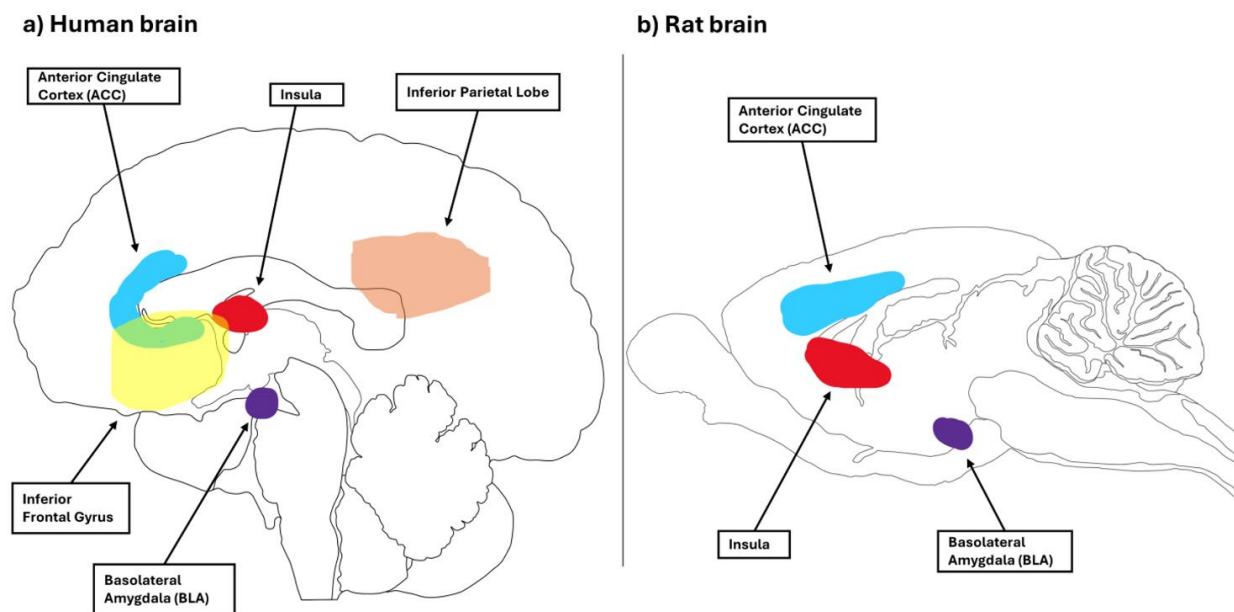 a) Human brain
Anterior Cingulate
Cortex (ACC)
Insula
Inferior Parietal Lobe
Inferior
Frontal Gyrus
Basolateral
Amygdala (BLA)
b) Rat brain
Anterior Cingulate
Cortex (ACC)
Insula
Basolateral
Amygdala (BLA)